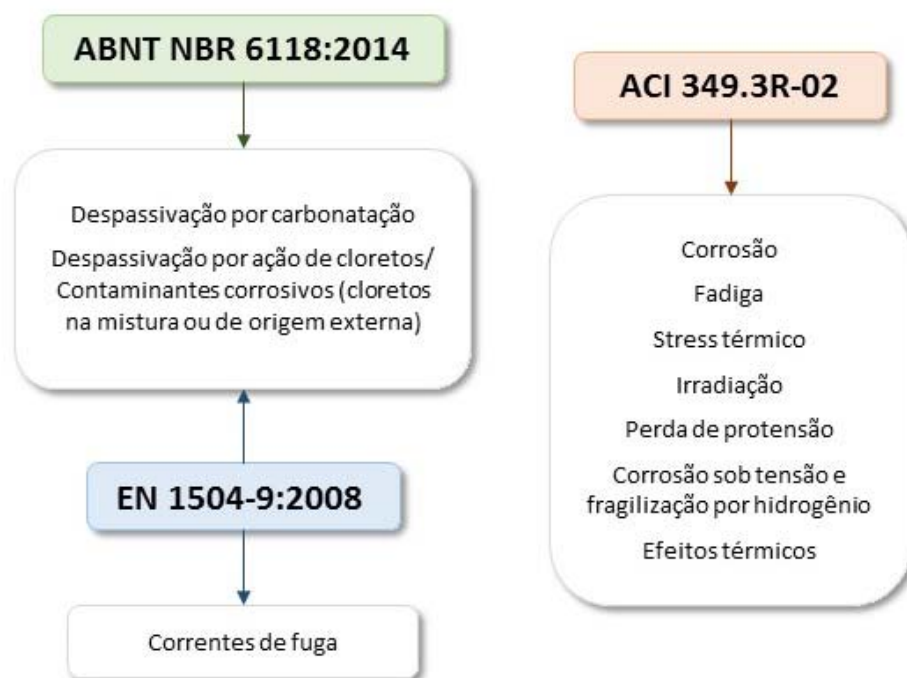 ABNT NBR 6118:2014
Despassivação por carbonatação
Despassivação por ação de cloretos/
Contaminantes corrosivos (cloretos
na mistura ou de origem externa)
EN 1504-9:2008
Correntes de fuga
ACI 349.3R-02
Corrosão
Fadiga
Stress térmico
Irradiação
Perda de protensão
Corrosão sob tensão e
fragilização por hidrogênio
Efeitos térmicos